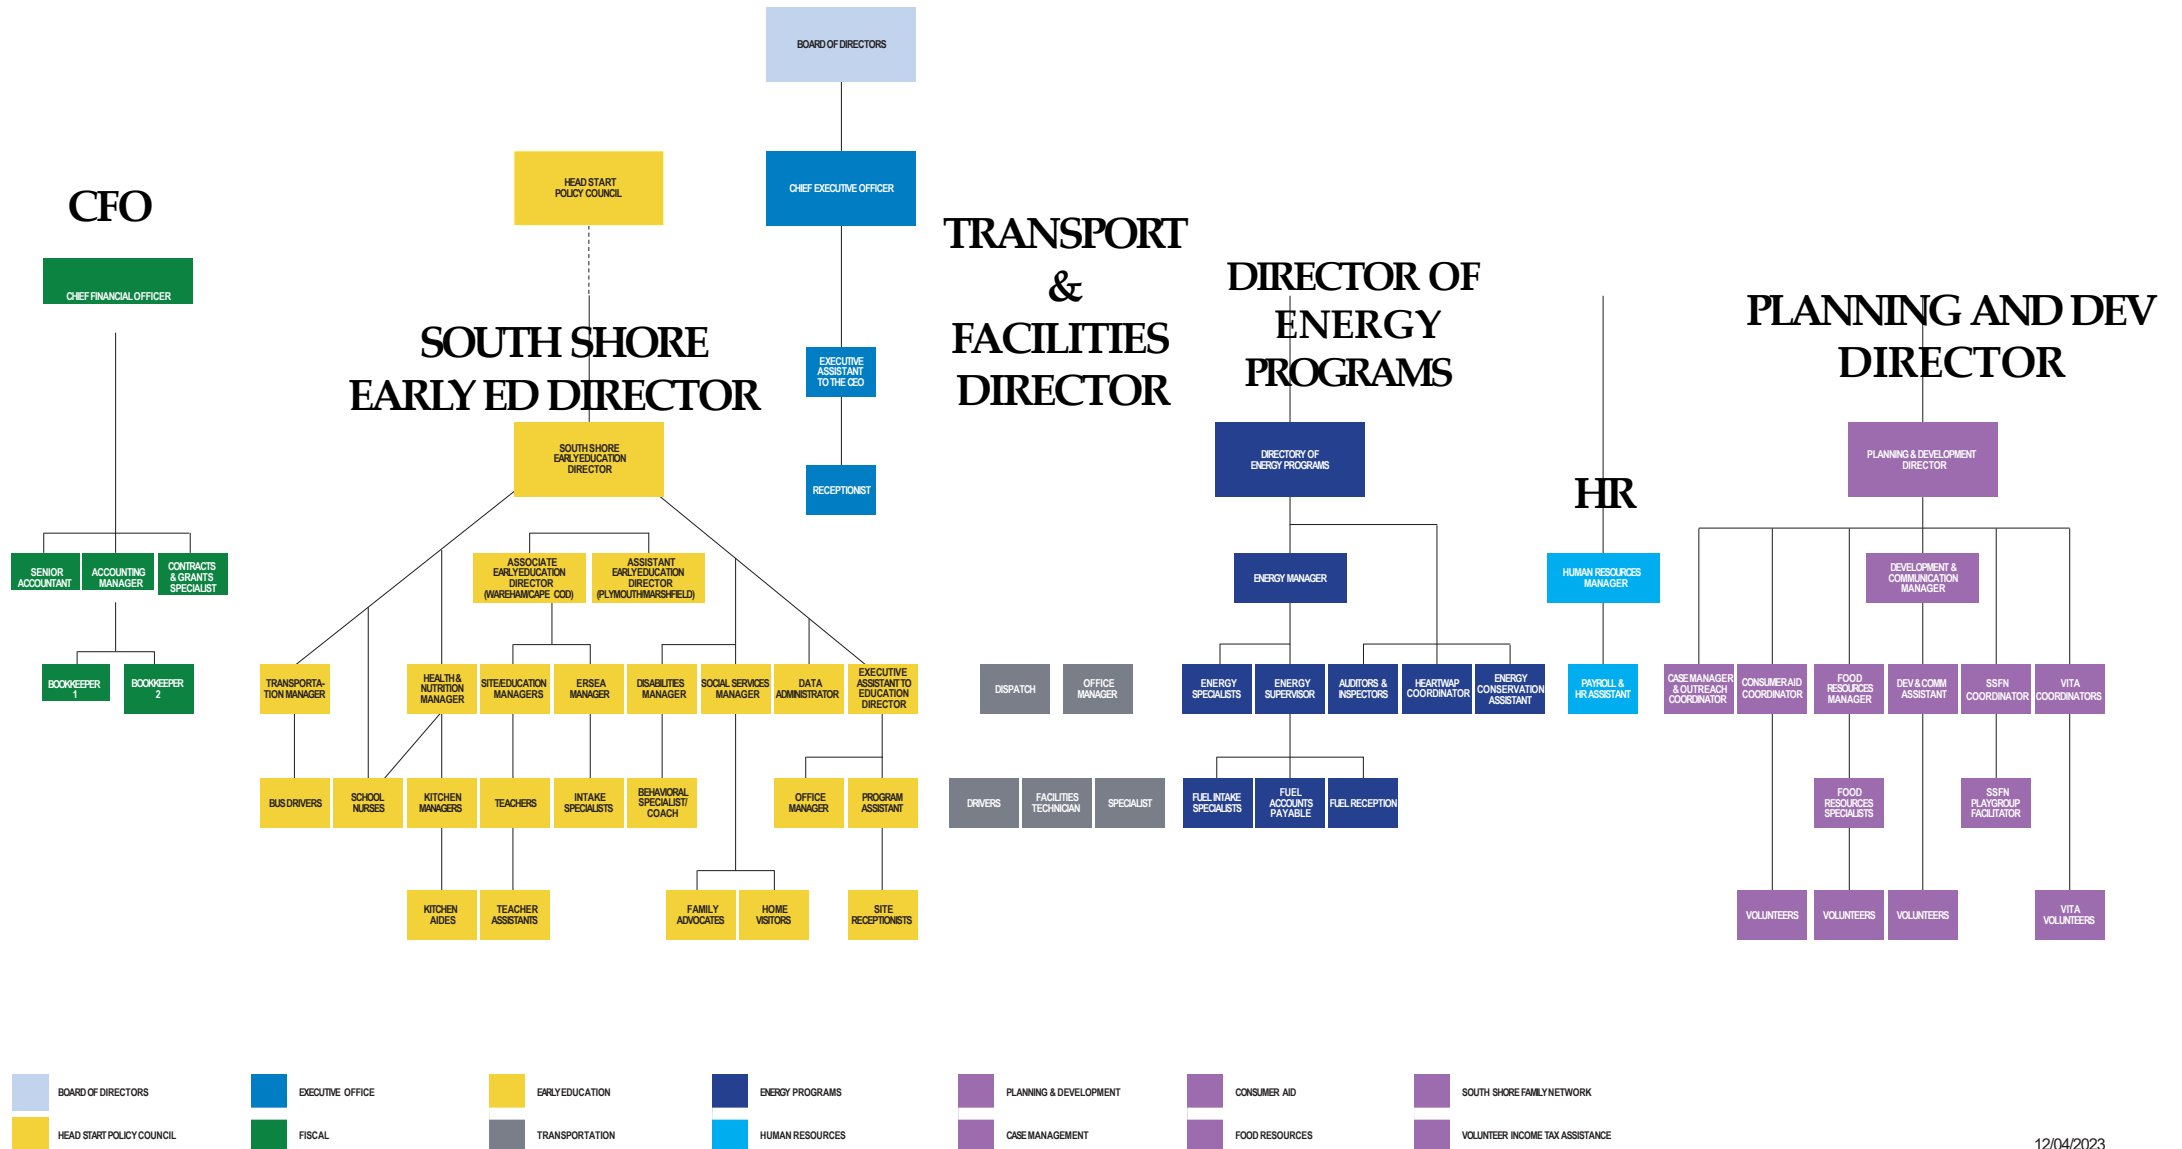 BOARD OF DIRECTORS
HEAD START
POLICY COUNCIL
CHIEF EXECUTIVE OFFICER
CFO
CHIEF FINANCIAL OFFICER
TRANSPORT
&
FACILITIES
DIRECTOR
DIRECTOR OF
ENERGY
PROGRAMS
PLANNING AND DEV
DIRECTOR
SOUTH SHORE
EARLY ED DIRECTOR
EXECUTIVE
ASSISTANT
TO THE CEO
SOUTH SHORE
EARLY EDUCATION
DIRECTOR
DIRECTORY OF
ENERGY PROGRAMS
PLANNING & DEVELOPMENT
DIRECTOR
RECEPTIONIST
HR
SENIOR
ACCOUNTANT
ACCOUNTING
MANAGER
CONTRACTS
& GRANTS
SPECIALIST
ASSOCIATE
EARLY EDUCATION
DIRECTOR
(WAREHAM/CAPE COD)
ASSISTANT
EARLY EDUCATION
DIRECTOR
(PLYMOUTH/MARSHFIELD)
ENERGY MANAGER
HUMAN RESOURCES
MANAGER
DEVELOPMENT &
COMMUNICATION
MANAGER
BOOKKEEPER
1
BOOKKEEPER
2
TRANSPORTA-
TION MANAGER
HEALTH &
NUTRITION
MANAGER
SITE/EDUCATION
MANAGERS
ERSEA
MANAGER
DISABILITIES
MANAGER
SOCIAL SERVICES
MANAGER
DATA
ADMINISTRATOR
EXECUTIVE
ASSISTANT TO
EDUCATION
DIRECTOR
DISPATCH
OFFICE
MANAGER
ENERGY
SPECIALISTS
ENERGY
SUPERVISOR
AUDITORS &
INSPECTORS
HEARTWAP
COORDINATOR
ENERGY
CONSERVATION
ASSISTANT
PAYROLL &
HR ASSISTANT
CASE MANAGER
& OUTREACH
COORDINATOR
CONSUMER AID
COORDINATOR
FOOD
RESOURCES
MANAGER
DEV & COMM
ASSISTANT
SSFN
COORDINATOR
VITA
COORDINATORS
BUS DRIVERS
SCHOOL
NURSES
KITCHEN
MANAGERS
TEACHERS
INTAKE
SPECIALISTS
BEHAVIORAL
SPECIALIST/
COACH
OFFICE
MANAGER
PROGRAM
ASSISTANT
DRIVERS
FACILITIES
TECHNICIAN
SPECIALIST
FUEL INTAKE
SPECIALISTS
FUEL
ACCOUNTS
PAYABLE
FUEL RECEPTION
FOOD
RESOURCES
SPECIALISTS
SSFN
PLAYGROUP
FACILITATOR
KITCHEN
AIDES
TEACHER
ASSISTANTS
FAMILY
ADVOCATES
HOME
VISITORS
SITE
RECEPTIONISTS
VOLUNTEERS
VOLUNTEERS
VOLUNTEERS
VITA
VOLUNTEERS
BOARD OF DIRECTORS
EXECUTIVE OFFICE
EARLY EDUCATION
ENERGY PROGRAMS
PLANNING & DEVELOPMENT
CONSUMER AID
SOUTH SHORE FAMILY NETWORK
HEAD START POLICY COUNCIL
FISCAL
TRANSPORTATION
HUMAN RESOURCES
CASE MANAGEMENT
FOOD RESOURCES
VOLUNTEER INCOME TAX ASSISTANCE
12/04/2023